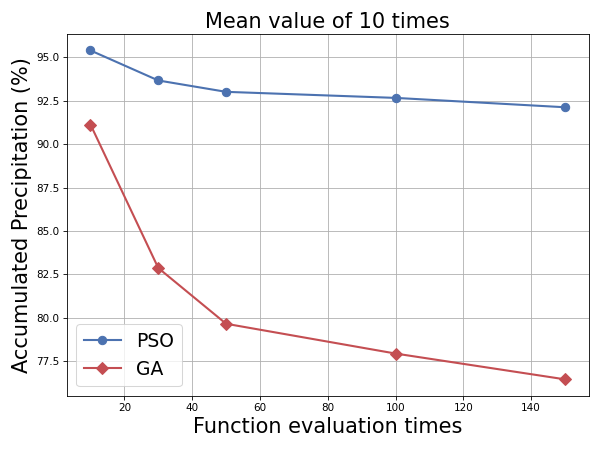 Mean value of 10 times
Accumulated Precipitation (%)
95.0
92.5
90.0
87.5
85.0
82.5
80.0
77.5
PSO
GA
20 40 60 80 100 120 140
Function evaluation times